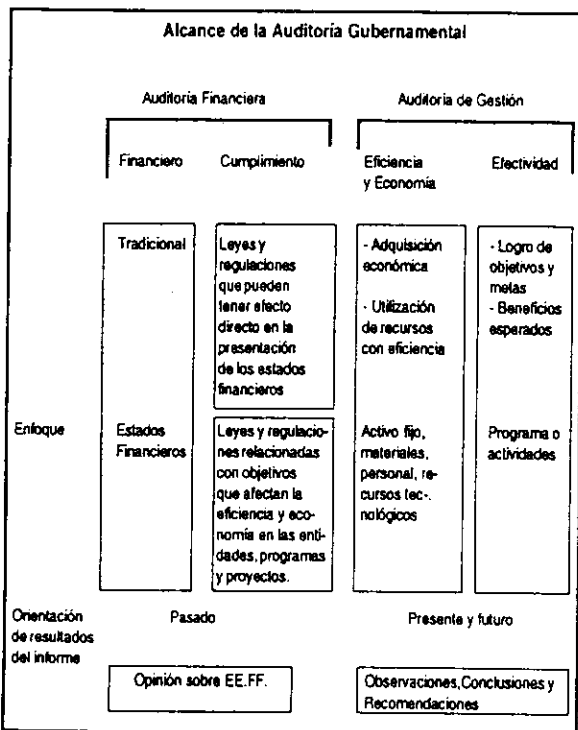 Alcance de la Auditoría Gubernamental
Auditoría Financiera
Auditoría de Gestión
Financiero
Cumplimiento
Eficiencia
y Economía
Efectividad
Tradicional
Leyes y
regulaciones
que pueden
tener efecto
directo en la
presentación
de los estados
financieros
- Adquisición
económica
- Utilización
de recursos
con eficiencia
- Logro de
objetivos y
metas
- Beneficios
esperados
Enfoque
Estados
Financieros
Leyes y regulacio-
nes relacionadas
con objetivos
que afectan la
eficiencia y eco-
nomía en las enti-
dades, programas
y proyectos.
Activo fijo,
materiales,
personal, re-
cursos tec-
nológicos
Programa o
actividades
Orientación
de resultados
del informe
Pasado
Presente y futuro
Opinión sobre EE.FF.
Observaciones, Conclusiones y
Recomendaciones